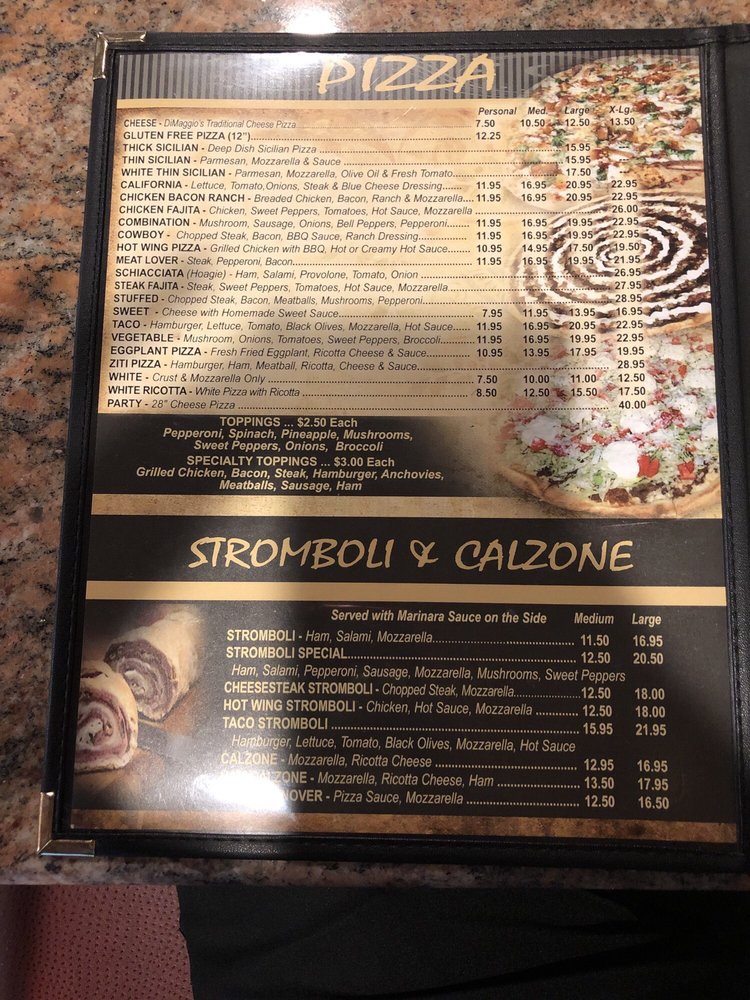 PIZZA
Personal Med. Large X-Lg.
CHEESE - DiMaggio's Traditional Cheese Pizza 7.50 10.50 12.50 13.50
GLUTEN FREE PIZZA (12") 12.25
THICK SICILIAN - Deep Dish Sicilian Pizza 15.95
THIN SICILIAN - Parmesan, Mozzarella & Sauce 15.95
WHITE THIN SICILIAN - Parmesan, Mozzarella, Olive Oil & Fresh Tomato 17.50
CALIFORNIA - Lettuce, Tomato,Onions, Steak & Blue Cheese Dressing 11.95 16.95 20.95 22.95
CHICKEN BACON RANCH - Breaded Chicken, Bacon, Ranch & Mozzarella 11.95 16.95 20.95 22.95
CHICKEN FAJITA - Chicken, Sweet Peppers, Tomatoes, Hot Sauce, Mozzarella 26.00
COMBINATION - Mushroom, Sausage, Onions, Bell Peppers, Pepperoni 11.95 16.95 19.95 22.95
COWBOY - Chopped Steak, Bacon, BBQ Sauce, Ranch Dressing 11.95 16.95 19.95 22.95
HOT WING PIZZA - Grilled Chicken with BBQ, Hot or Creamy Hot Sauce 10.95 14.95 17.50 19.50
MEAT LOVER - Steak, Pepperoni, Bacon 11.95 16.95 19.95 21.95
SCHIACCIATA (Hoagie) - Ham, Salami, Provolone, Tomato, Onion 26.95
STEAK FAJITA - Steak, Sweet Peppers, Tomatoes, Hot Sauce, Mozzarella 27.95
STUFFED - Chopped Steak, Bacon, Meatballs, Mushrooms, Pepperoni 28.95
SWEET - Cheese with Homemade Sweet Sauce 7.95 11.95 13.95 16.95
TACO - Hamburger, Lettuce, Tomato, Black Olives, Mozzarella, Hot Sauce 11.95 16.95 20.95 22.95
VEGETABLE - Mushroom, Onions, Tomatoes, Sweet Peppers, Broccoli 11.95 16.95 19.95 22.95
EGGPLANT PIZZA - Fresh Fried Eggplant, Ricotta Cheese & Sauce 10.95 13.95 17.95 19.95
ZITI PIZZA - Hamburger, Ham, Meatball, Ricotta, Cheese & Sauce 28.95
WHITE - Crust & Mozzarella Only 7.50 10.00 11.00 12.50
WHITE RICOTTA - White Pizza with Ricotta 8.50 12.50 15.50 17.50
PARTY - 28" Cheese Pizza 40.00
TOPPINGS ... $2.50 Each
Pepperoni, Spinach, Pineapple, Mushrooms,
Sweet Peppers, Onions, Broccoli
SPECIALTY TOPPINGS ... $3.00 Each
Grilled Chicken, Bacon, Steak, Hamburger, Anchovies,
Meatballs, Sausage, Ham
STROMBOLI & CALZONE
Served with Marinara Sauce on the Side Medium Large
STROMBOLI - Ham, Salami, Mozzarella 11.50 16.95
STROMBOLI SPECIAL 12.50 20.50
Ham, Salami, Pepperoni, Sausage, Mozzarella, Mushrooms, Sweet Peppers
CHEESESTEAK STROMBOLI - Chopped Steak, Mozzarella 12.50 18.00
HOT WING STROMBOLI - Chicken, Hot Sauce, Mozzarella 12.50 18.00
TACO STROMBOLI 15.95 21.95
Hamburger, Lettuce, Tomato, Black Olives, Mozzarella, Hot Sauce
CALZONE - Mozzarella, Ricotta Cheese 12.95 16.95
CALZONE - Mozzarella, Ricotta Cheese, Ham 13.50 17.95
- Pizza Sauce, Mozzarella 12.50 16.50